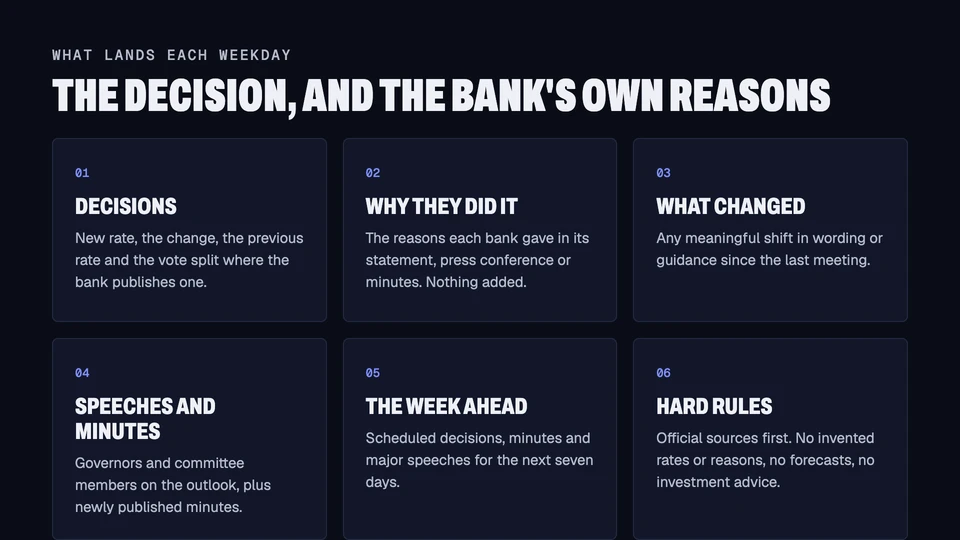 WHAT LANDS EACH WEEKDAY
THE DECISION, AND THE BANK'S OWN REASONS
01
DECISIONS
New rate, the change, the previous
rate and the vote split where the
bank publishes one.
02
WHY THEY DID IT
The reasons each bank gave in its
statement, press conference or
minutes. Nothing added.
03
WHAT CHANGED
Any meaningful shift in wording or
guidance since the last meeting.
04
SPEECHES AND
MINUTES
Governors and committee
members on the outlook, plus
newly published minutes.
05
THE WEEK AHEAD
Scheduled decisions, minutes and
major speeches for the next seven
days.
06
HARD RULES
Official sources first. No invented
rates or reasons, no forecasts, no
investment advice.